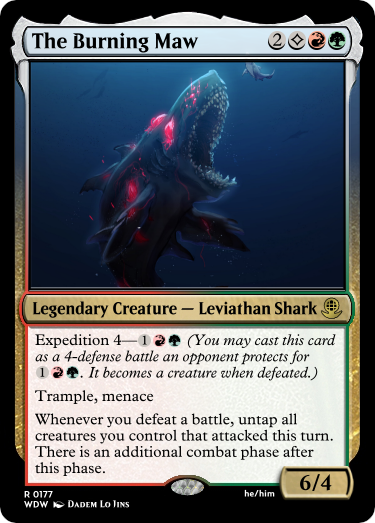 The Burning Maw 2
Legendary Creature — Leviathan Shark
Expedition 4—1 (You may cast this card
as a 4-defense battle an opponent protects for
1. It becomes a creature when defeated.)
Trample, menace
Whenever you defeat a battle, untap all
creatures you control that attacked this turn.
There is an additional combat phase after
this phase.
6/4
R 0177
he/him
WDW Dadem Lo Jins